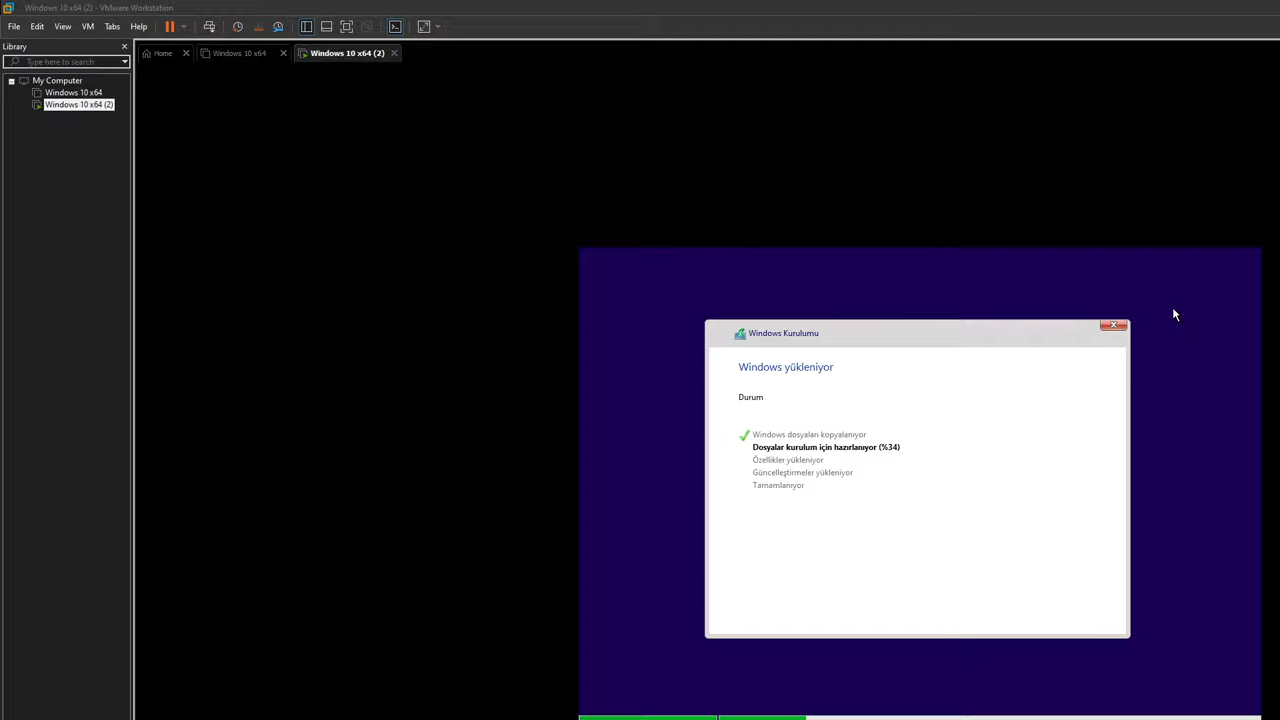 Windows 10 x64 (2) - VMware Workstation
File Edit View VM Tabs Help
Library
Type here to search
Home Windows 10 x64 Windows 10 x64 (2)
My Computer
Windows 10 x64
Windows 10 x64 (2)
Windows Kurulumu
Windows yükleniyor
Durum
Windows dosyaları kopyalanıyor
Dosyalar kurulum için hazırlanıyor (%34)
Özellikler yükleniyor
Güncelleştirmeler yükleniyor
Tamamlanıyor